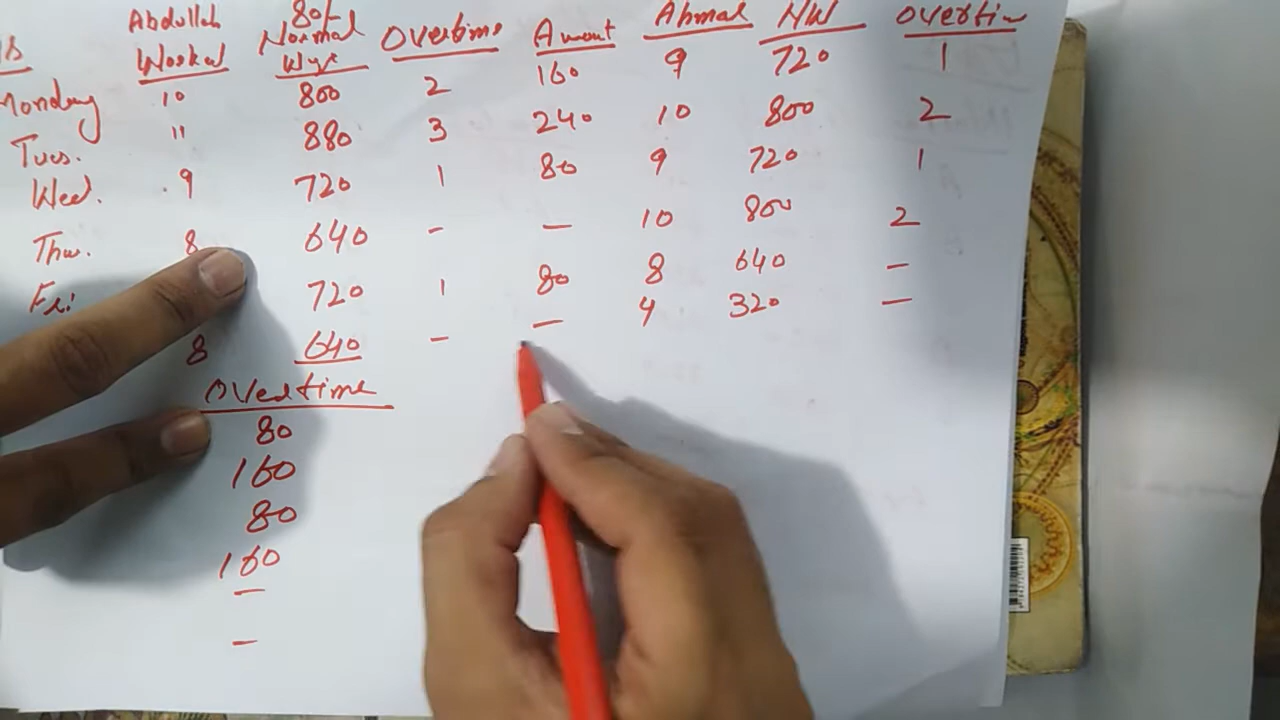 Abdullah 80/- Ahmad NW Overtim
Worked Normal Wge Overtime Amount
Monday 10 800 2 160 9 720 1
Tues. 11 880 3 240 10 800 2
Wed. 9 720 1 80 9 720 1
Thu. 8 640 - — 10 800 2
Fri 720 1 80 8 640 —
8 640 — — 4 320 —
Overtime
80
160
80
160
—
—